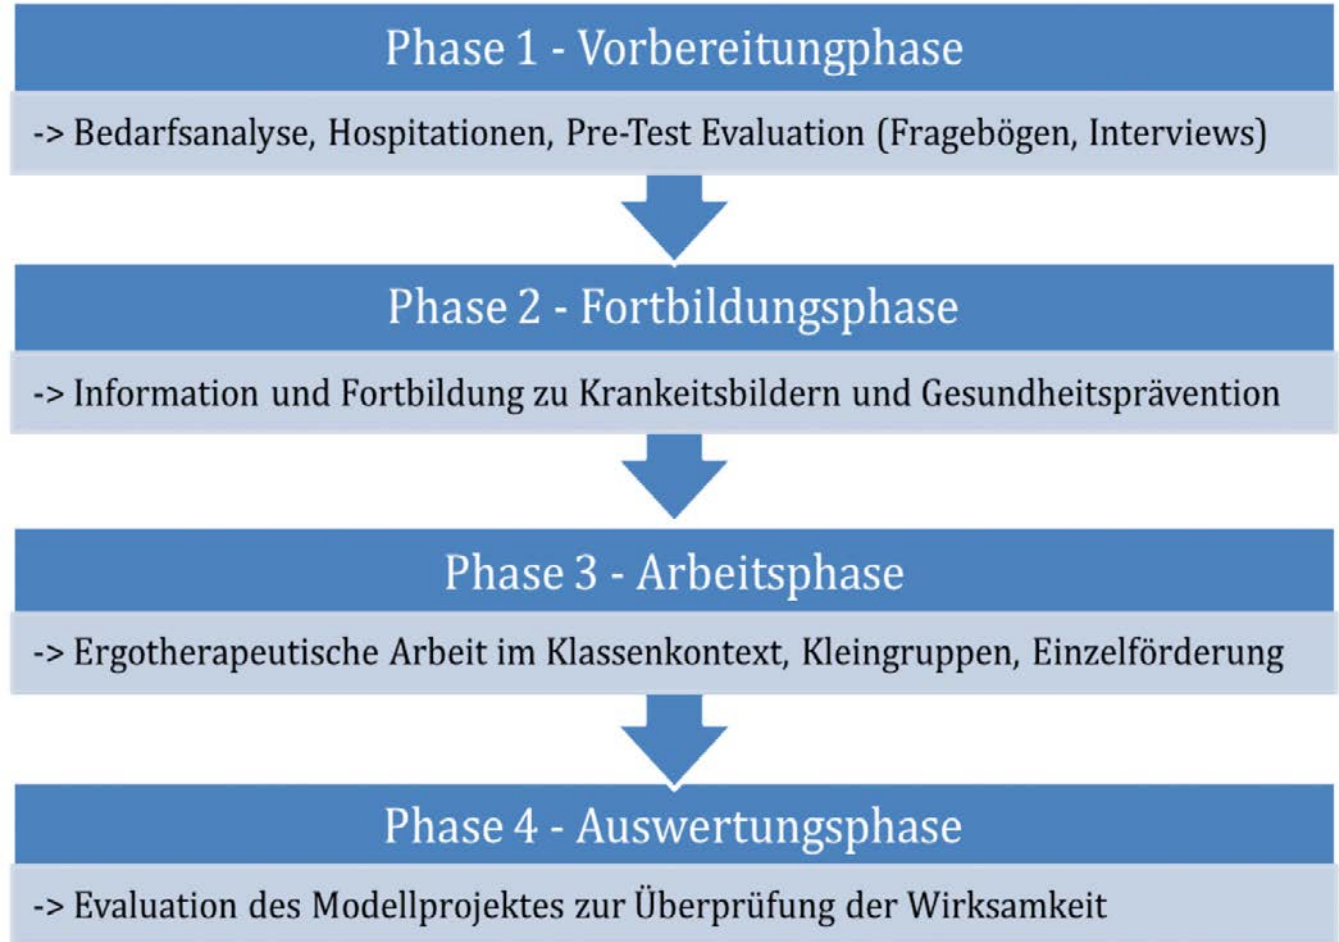 Phase 1 - Vorbereitungphase
-> Bedarfsanalyse, Hospitationen, Pre-Test Evaluation (Fragebögen, Interviews)
Phase 2 - Fortbildungsphase
-> Information und Fortbildung zu Krankeitsbildern und Gesundheitsprävention
Phase 3 - Arbeitsphase
-> Ergotherapeutische Arbeit im Klassenkontext, Kleingruppen, Einzelförderung
Phase 4 - Auswertungsphase
-> Evaluation des Modellprojektes zur Überprüfung der Wirksamkeit